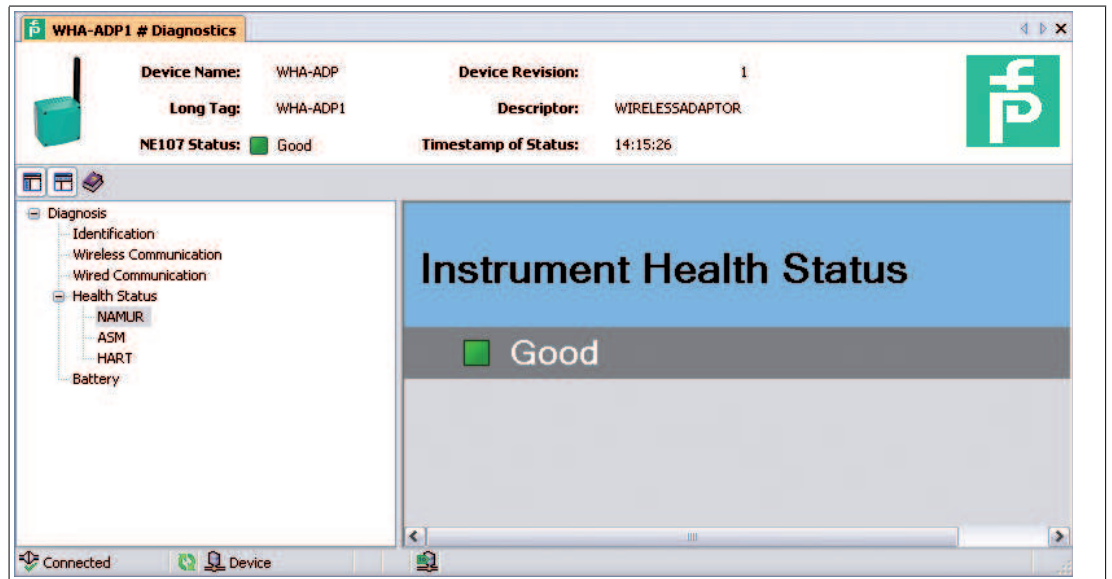 WHA-ADP1 # Diagnostics
Device Name: WHA-ADP Device Revision: 1
Long Tag: WHA-ADP1 Descriptor: WIRELESSADAPTOR
NE107 Status: Good Timestamp of Status: 14:15:26
Diagnosis
Identification
Wireless Communication
Wired Communication
Health Status
NAMUR
ASM
HART
Battery
Instrument Health Status
Good
Connected Device